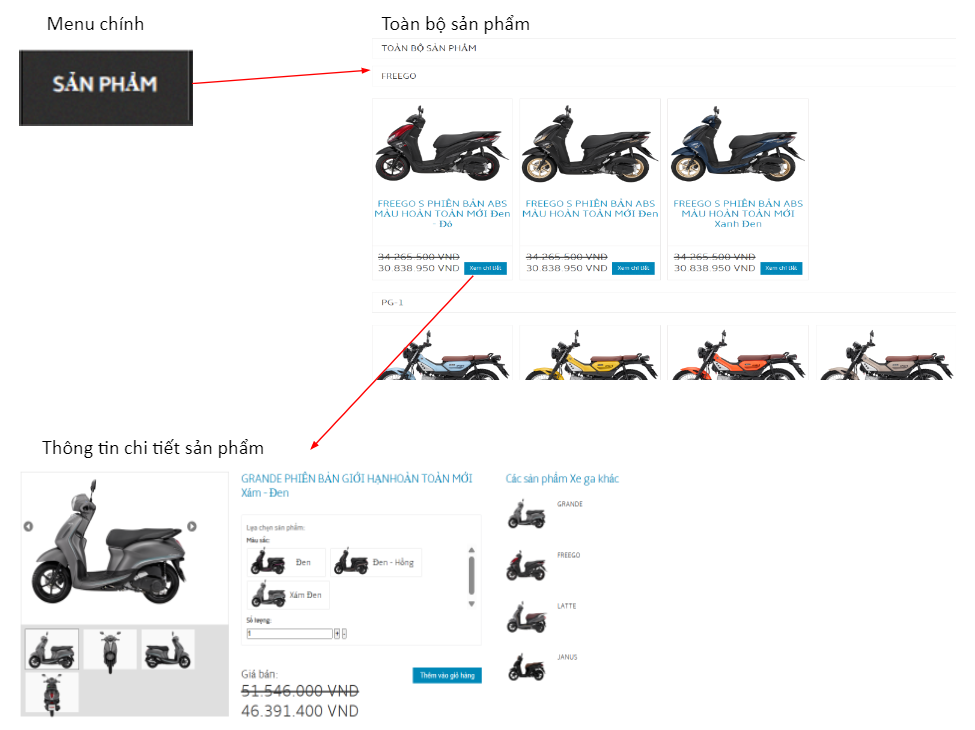 Menu chính
SẢN PHẨM
Toàn bộ sản phẩm
TOÀN BỘ SẢN PHẨM
FREEGO
FREEGO S PHIÊN BẢN ABS
MÀU HOÀN TOÀN MỚI Đen
- Đỏ
34.265.500 VND
30.838.950 VND
Xem chi tiết
FREEGO S PHIÊN BẢN ABS
MÀU HOÀN TOÀN MỚI Đen
34.265.500 VND
30.838.950 VND
Xem chi tiết
FREEGO S PHIÊN BẢN ABS
MÀU HOÀN TOÀN MỚI
Xanh Đen
34.265.500 VND
30.838.950 VND
Xem chi tiết
PG-1
Thông tin chi tiết sản phẩm
GRANDE PHIÊN BẢN GIỚI HẠNHOÀN TOÀN MỚI
Xám - Đen
Lựa chọn sản phẩm:
Màu sắc:
Đen
Đen - Hồng
Xám Đen
Số lượng:
1
+ -
Giá bán:
Thêm vào giỏ hàng
51.546.000 VND
46.391.400 VND
Các sản phẩm Xe ga khác
GRANDE
FREEGO
LATTE
JANUS